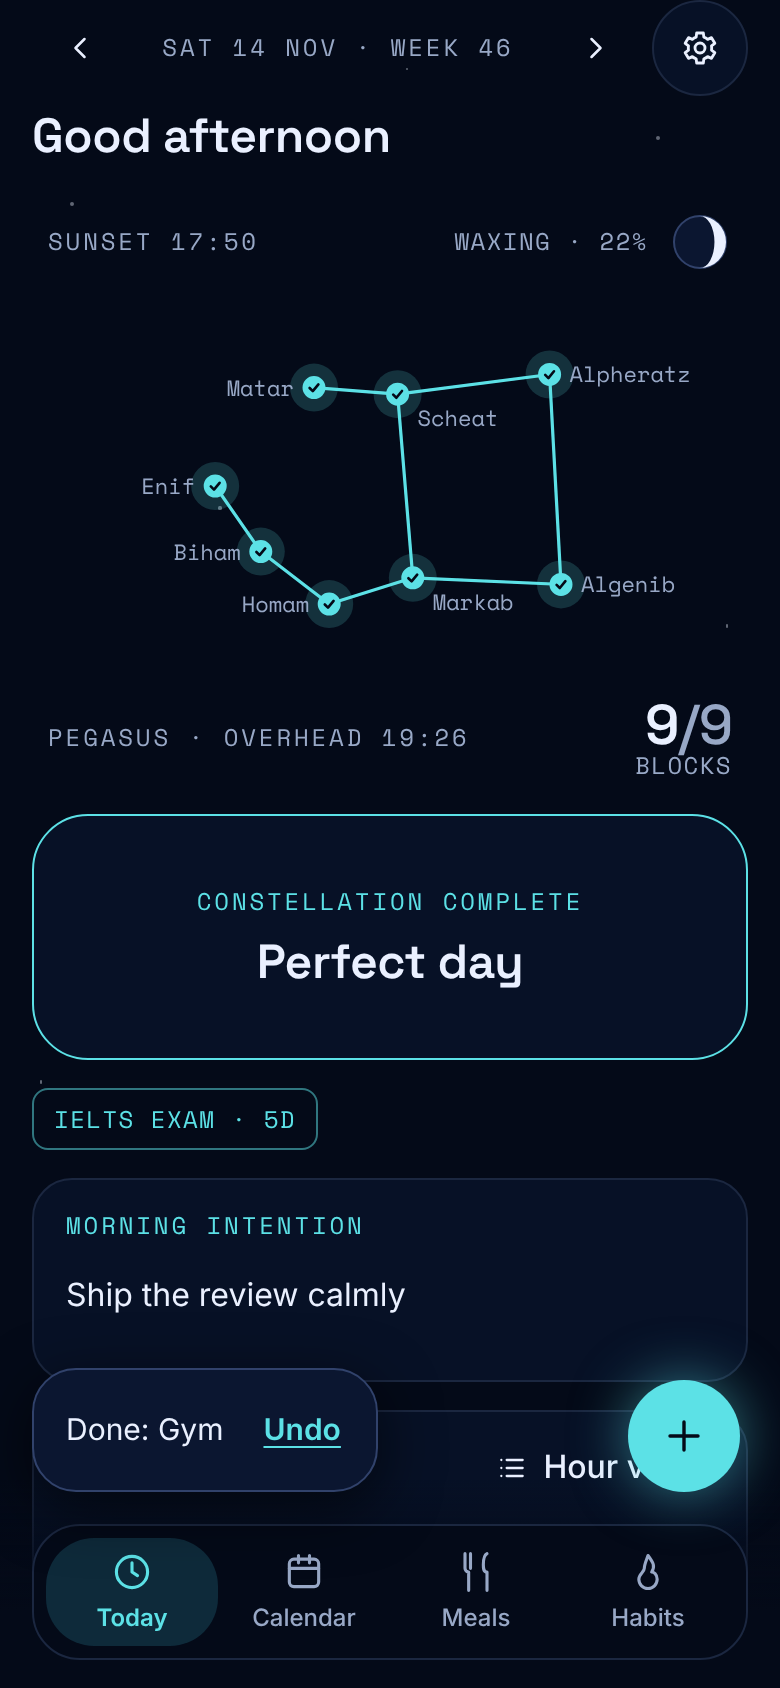 SAT 14 NOV · WEEK 46
Good afternoon
SUNSET 17:50
WAXING · 22%
Matar
Scheat
Alpheratz
Enif
Biham
Homam
Markab
Algenib
PEGASUS · OVERHEAD 19:26
9/9
BLOCKS
CONSTELLATION COMPLETE
Perfect day
IELTS EXAM · 5D
MORNING INTENTION
Ship the review calmly
Done: Gym Undo
Hour
Today
Calendar
Meals
Habits